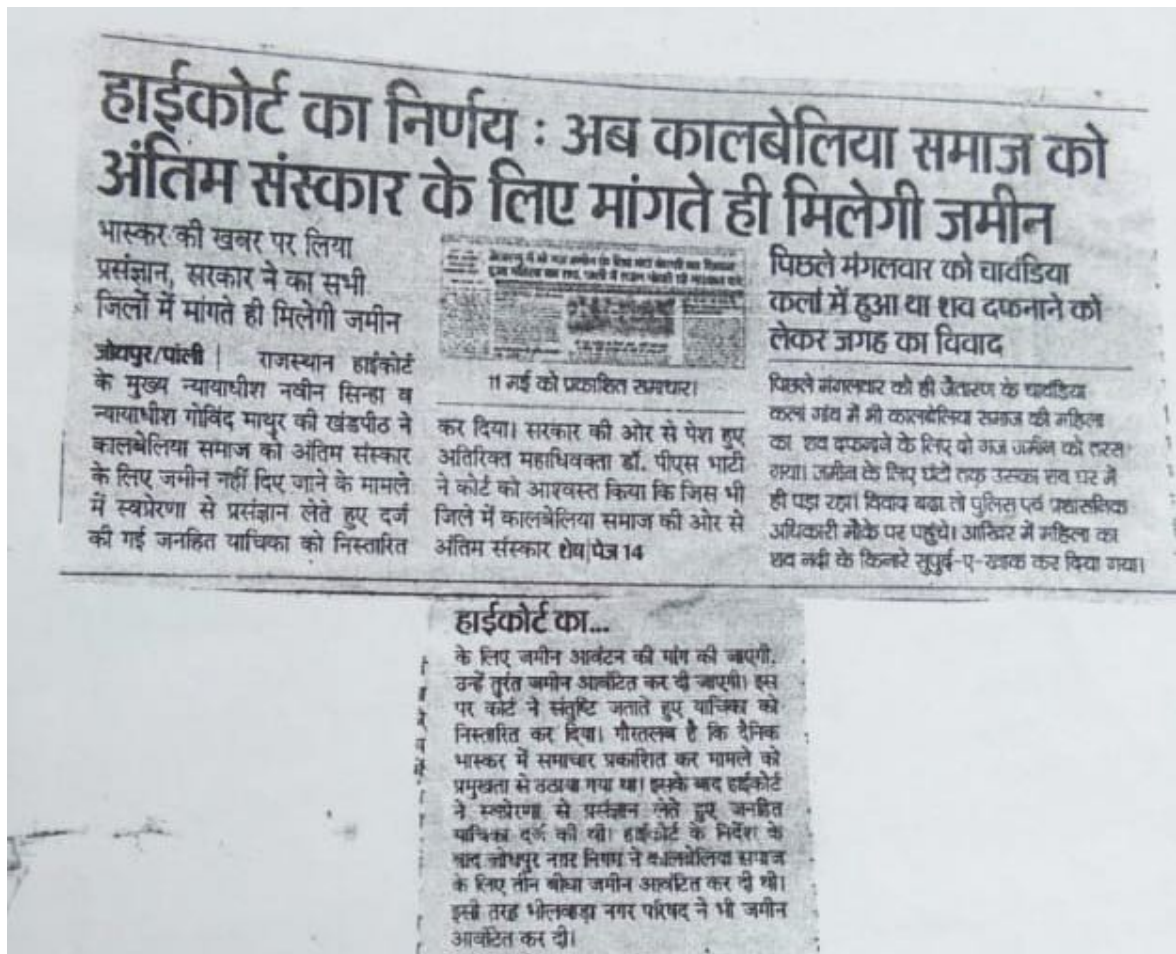 हाईकोर्ट का निर्णय : अब कालबेलिया समाज को
अंतिम संस्कार के लिए मांगते ही मिलेगी जमीन
भास्कर की खबर पर लिया
प्रसंज्ञान, सरकार ने का सभी
जिलों में मांगते ही मिलेगी जमीन
जोधपुर/पाली | राजस्थान हाईकोर्ट
के मुख्य न्यायाधीश नवीन सिन्हा व
न्यायाधीश गोविंद माथुर की खंडपीठ ने
कालबेलिया समाज को अंतिम संस्कार
के लिए जमीन नहीं दिए जाने के मामले
में स्वप्रेरणा से प्रसंज्ञान लेते हुए दर्ज
की गई जनहित याचिका को निस्तारित
11 मई को प्रकाशित समाचार।
कर दिया। सरकार की ओर से पेश हुए
अतिरिक्त महाधिवक्ता डॉ. पीएस भाटी
ने कोर्ट को आश्वस्त किया कि जिस भी
जिले में कालबेलिया समाज की ओर से
अंतिम संस्कार शेष|पेज 14
पिछले मंगलवार को चावंडिया
कलां में हुआ था शव दफनाने को
लेकर जगह का विवाद
पिछले मंगलवार को ही जैतारण के चावंडिया
कलां गांव में भी कालबेलिया समाज की महिला
का शव दफनाने के लिए दो गज जमीन को तरस
गया। जमीन के लिए घंटों तक उसका शव घर में
ही पड़ा रहा। विवाद बढ़ा तो पुलिस एवं प्रशासनिक
अधिकारी मौके पर पहुंचे। आखिर में महिला का
शव नदी के किनारे सुपुर्द-ए-खाक कर दिया गया।
हाईकोर्ट का...
के लिए जमीन आवंटन की मांग की जाएगी,
उन्हें तुरंत जमीन आवंटित कर दी जाएगी। इस
पर कोर्ट ने संतुष्टि जताते हुए याचिका को
निस्तारित कर दिया। गौरतलब है कि दैनिक
भास्कर में समाचार प्रकाशित कर मामले को
प्रमुखता से उठाया गया था। इसके बाद हाईकोर्ट
ने स्वप्रेरणा से प्रसंज्ञान लेते हुए जनहित
याचिका दर्ज की थी। हाईकोर्ट के निर्देश के
बाद जोधपुर नगर निगम ने कालबेलिया समाज
के लिए तीन बीघा जमीन आवंटित कर दी थी।
इसी तरह भीलवाड़ा नगर परिषद ने भी जमीन
आवंटित कर दी।